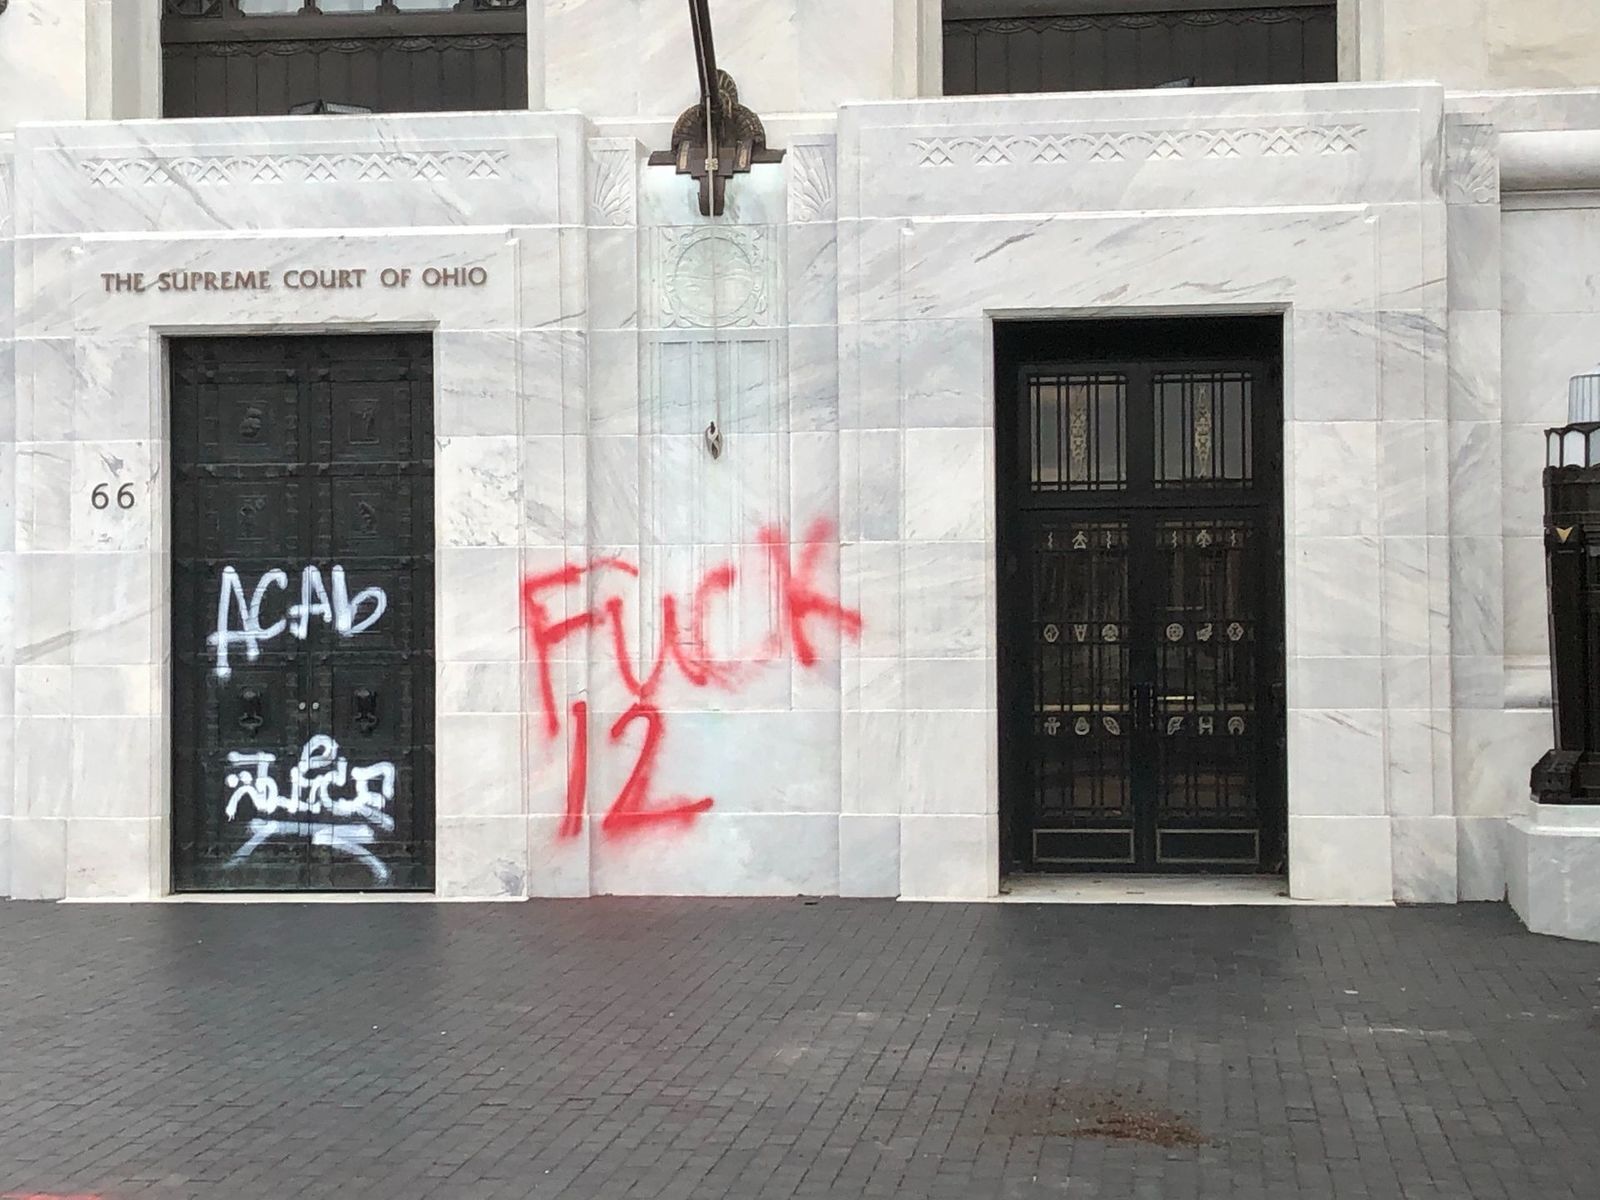 THE SUPREME COURT OF OHIO
66
ACAb
FUCK
12